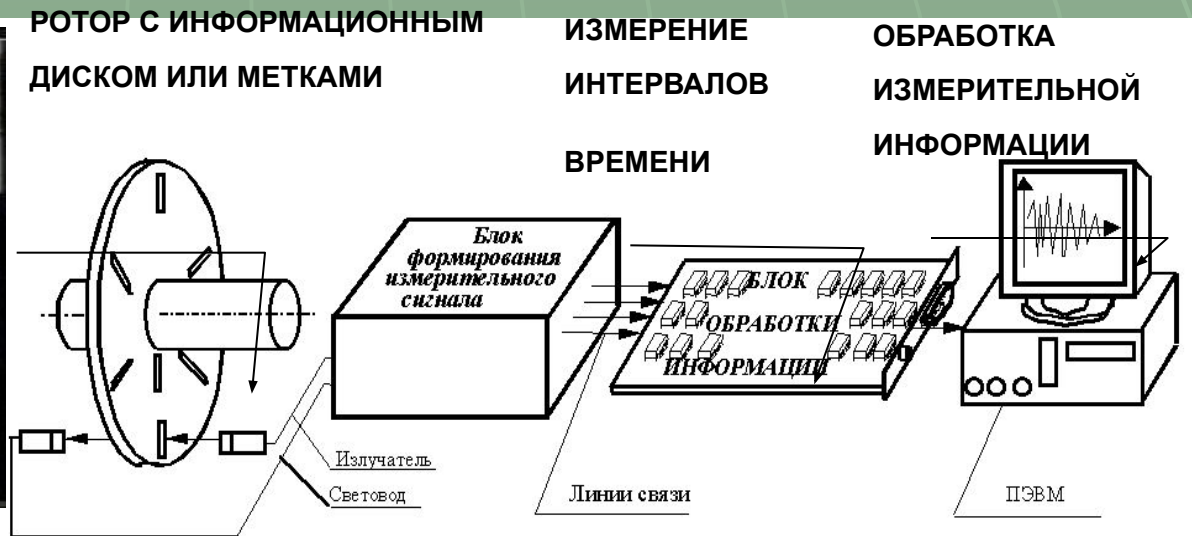 РОТОР С ИНФОРМАЦИОННЫМ
ДИСКОМ ИЛИ МЕТКАМИ
ИЗМЕРЕНИЕ
ИНТЕРВАЛОВ
ВРЕМЕНИ
ОБРАБОТКА
ИЗМЕРИТЕЛЬНОЙ
ИНФОРМАЦИИ
Блок
формирования
измерительного
сигнала
БЛОК
ОБРАБОТКИ
ИНФОРМАЦИИ
Излучатель
Световод
Линии связи
ПЭВМ